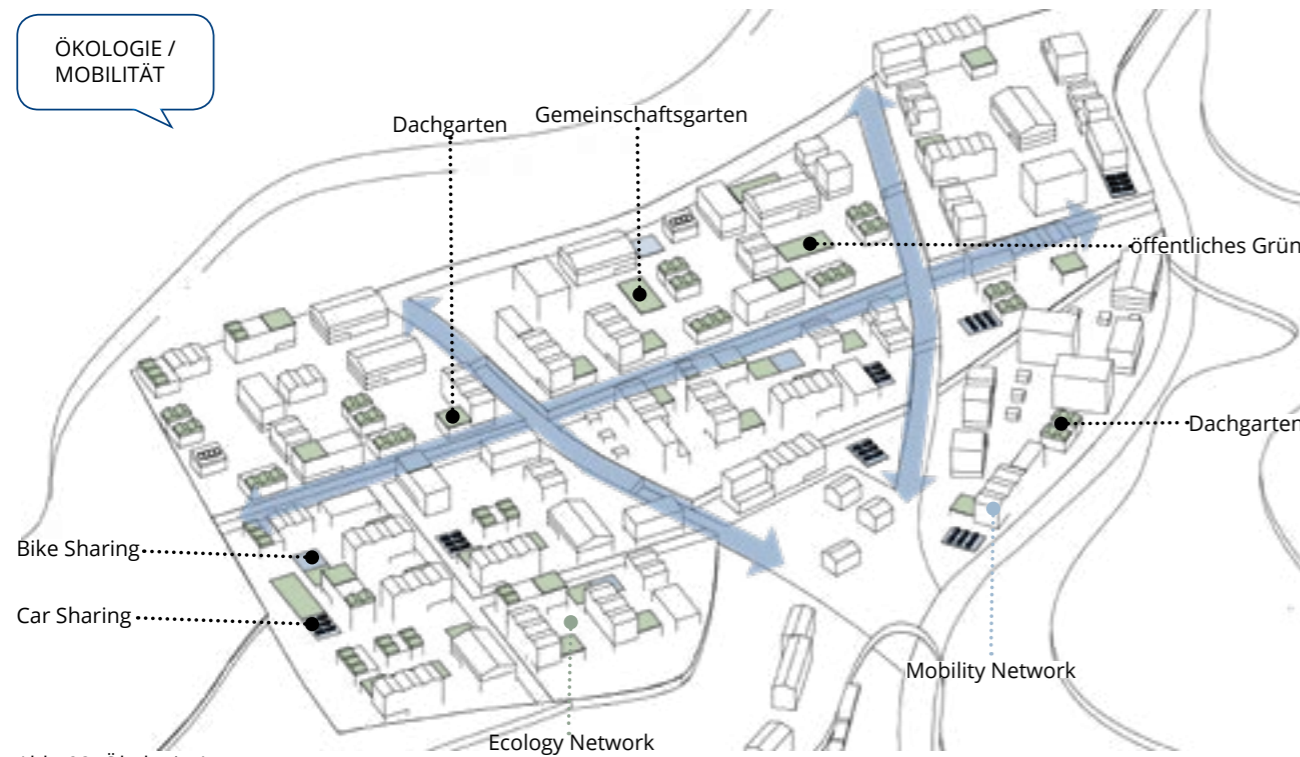 ÖKOLOGIE /
MOBILITÄT
Dachgarten
Gemeinschaftsgarten
öffentliches Grün
Dachgarten
Bike Sharing
Car Sharing
Mobility Network
Ecology Network